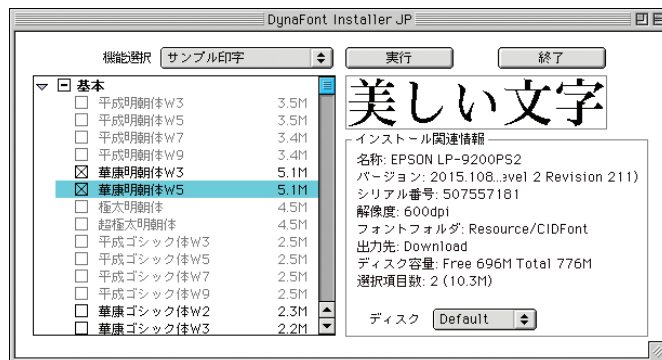 DynaFont Installer JP
機能選択 サンプル印字
実行
終了
基本
平成明朝体W3 3.5M
平成明朝体W5 3.5M
平成明朝体W7 3.4M
平成明朝体W9 3.4M
華康明朝体W3 5.1M
華康明朝体W5 5.1M
極太明朝体 4.5M
超極太明朝体 4.5M
平成ゴシック体W3 2.5M
平成ゴシック体W5 2.5M
平成ゴシック体W7 2.5M
平成ゴシック体W9 2.5M
華康ゴシック体W2 2.3M
華康ゴシック体W3 2.2M
美しい文字
インストール関連情報
名称: EPSON LP-9200PS2
バージョン: 2015.108...evel 2 Revision 211)
シリアル番号: 507557181
解像度: 600dpi
フォントフォルダ: Resource/CIDFont
出力先: Download
ディスク容量: Free 696M Total 776M
選択項目数: 2 (10.3M)
ディスク Default